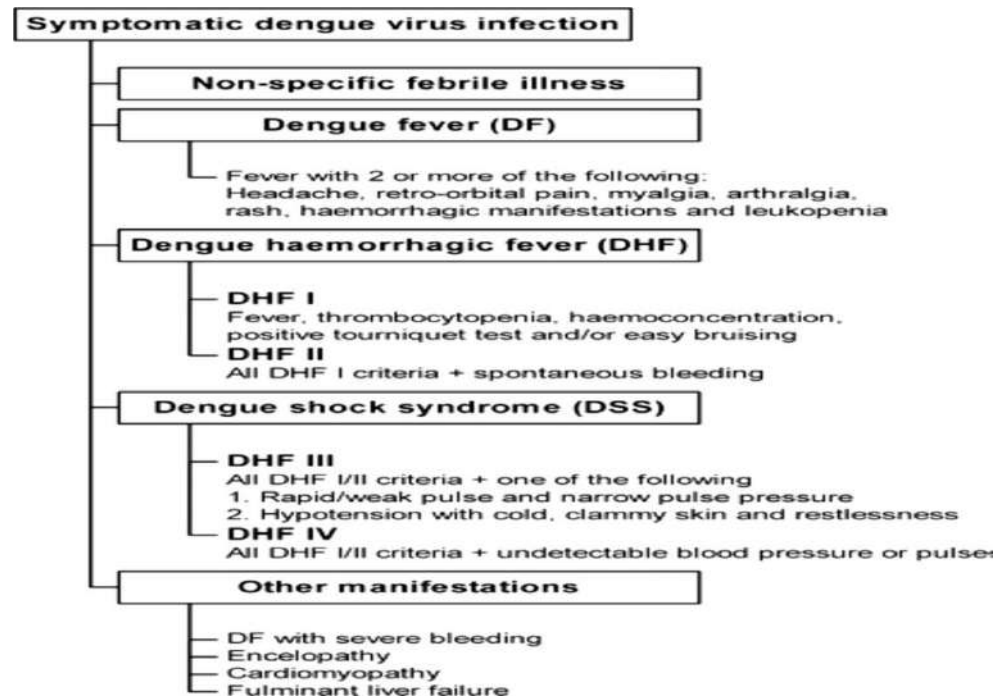 Symptomatic dengue virus infection
Non-specific febrile illness
Dengue fever (DF)
Fever with 2 or more of the following:
Headache, retro-orbital pain, myalgia, arthralgia,
rash, haemorrhagic manifestations and leukopenia
Dengue haemorrhagic fever (DHF)
DHF I
Fever, thrombocytopenia, haemoconcentration,
positive tourniquet test and/or easy bruising
DHF II
All DHF I criteria + spontaneous bleeding
Dengue shock syndrome (DSS)
DHF III
All DHF I/II criteria + one of the following
1. Rapid/weak pulse and narrow pulse pressure
2. Hypotension with cold, clammy skin and restlessness
DHF IV
All DHF I/II criteria + undetectable blood pressure or pulses
Other manifestations
DF with severe bleeding
Encelopathy
Cardiomyopathy
Fulminant liver failure